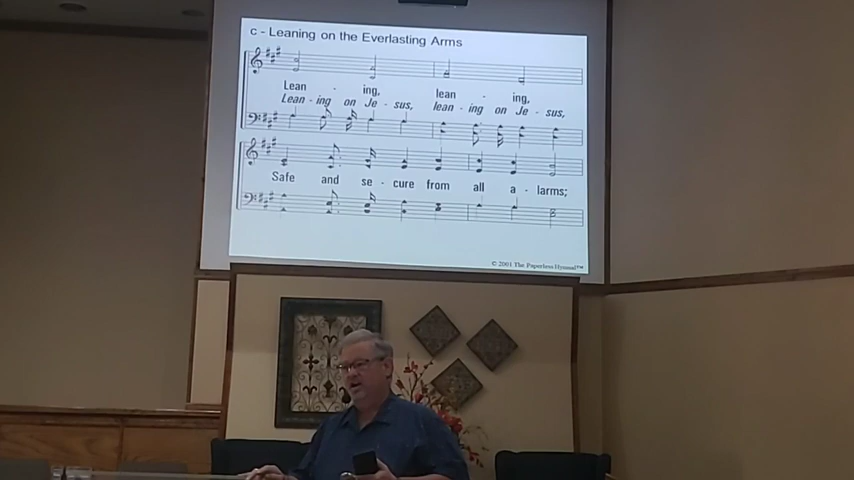 c - Leaning on the Everlasting Arms
Lean - ing, lean - ing,
Lean - ing on Je - sus, lean - ing on Je - sus,
Safe and se - cure from all a - larms;
© 2001 The Paperless Hymnal™